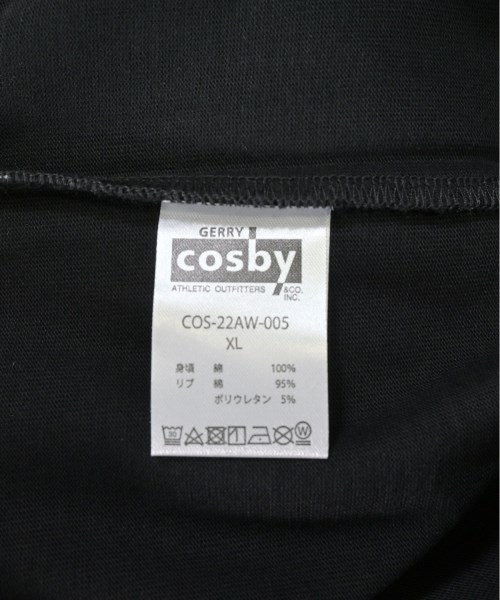 GERRY
cosby
ATHLETIC OUTFITTERS &CO. INC.
COS-22AW-005
XL
身頃 綿 100%
リブ 綿 95%
ポリウレタン 5%
30 W